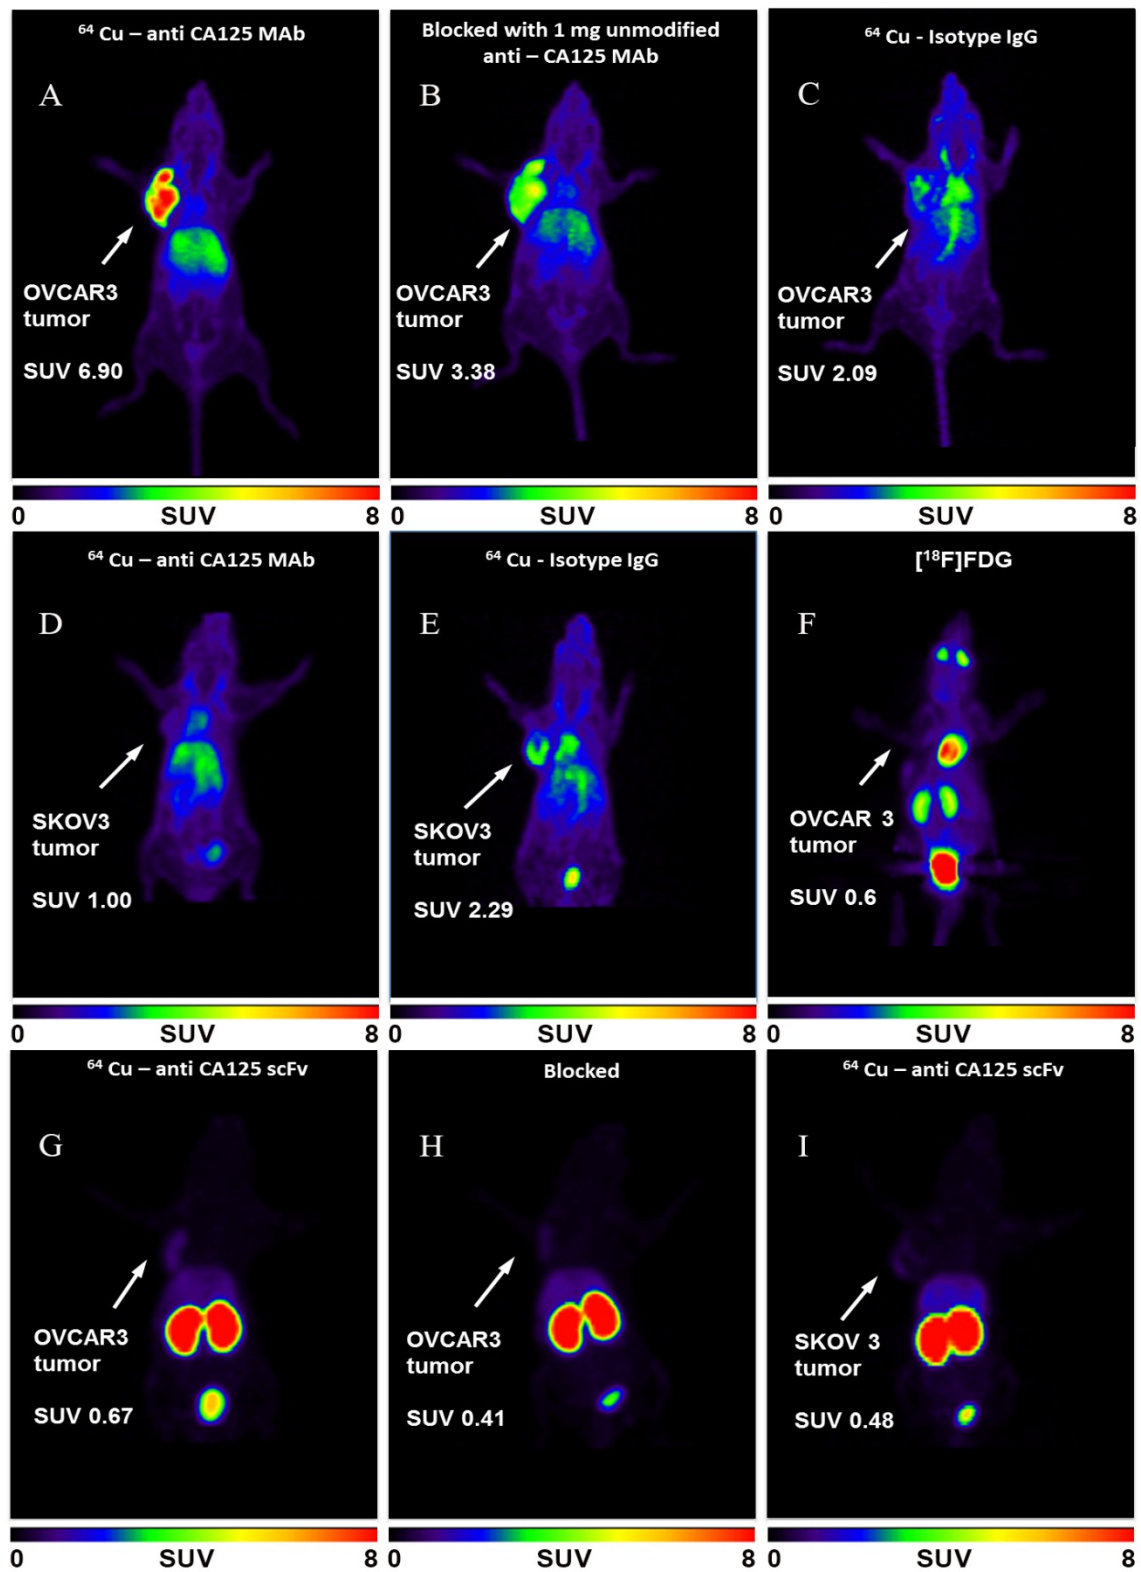 ⁶⁴ Cu – anti CA125 MAb
A
OVCAR3
tumor
SUV 6.90
0 SUV 8
Blocked with 1 mg unmodified
anti – CA125 MAb
B
OVCAR3
tumor
SUV 3.38
0 SUV 8
⁶⁴ Cu - Isotype IgG
C
OVCAR3
tumor
SUV 2.09
0 SUV 8
⁶⁴ Cu – anti CA125 MAb
D
SKOV3
tumor
SUV 1.00
0 SUV 8
⁶⁴ Cu - Isotype IgG
E
SKOV3
tumor
SUV 2.29
0 SUV 8
[¹⁸F]FDG
F
OVCAR 3
tumor
SUV 0.6
0 SUV 8
⁶⁴ Cu – anti CA125 scFv
G
OVCAR3
tumor
SUV 0.67
0 SUV 8
Blocked
H
OVCAR3
tumor
SUV 0.41
0 SUV 8
⁶⁴ Cu – anti CA125 scFv
I
SKOV 3
tumor
SUV 0.48
0 SUV 8